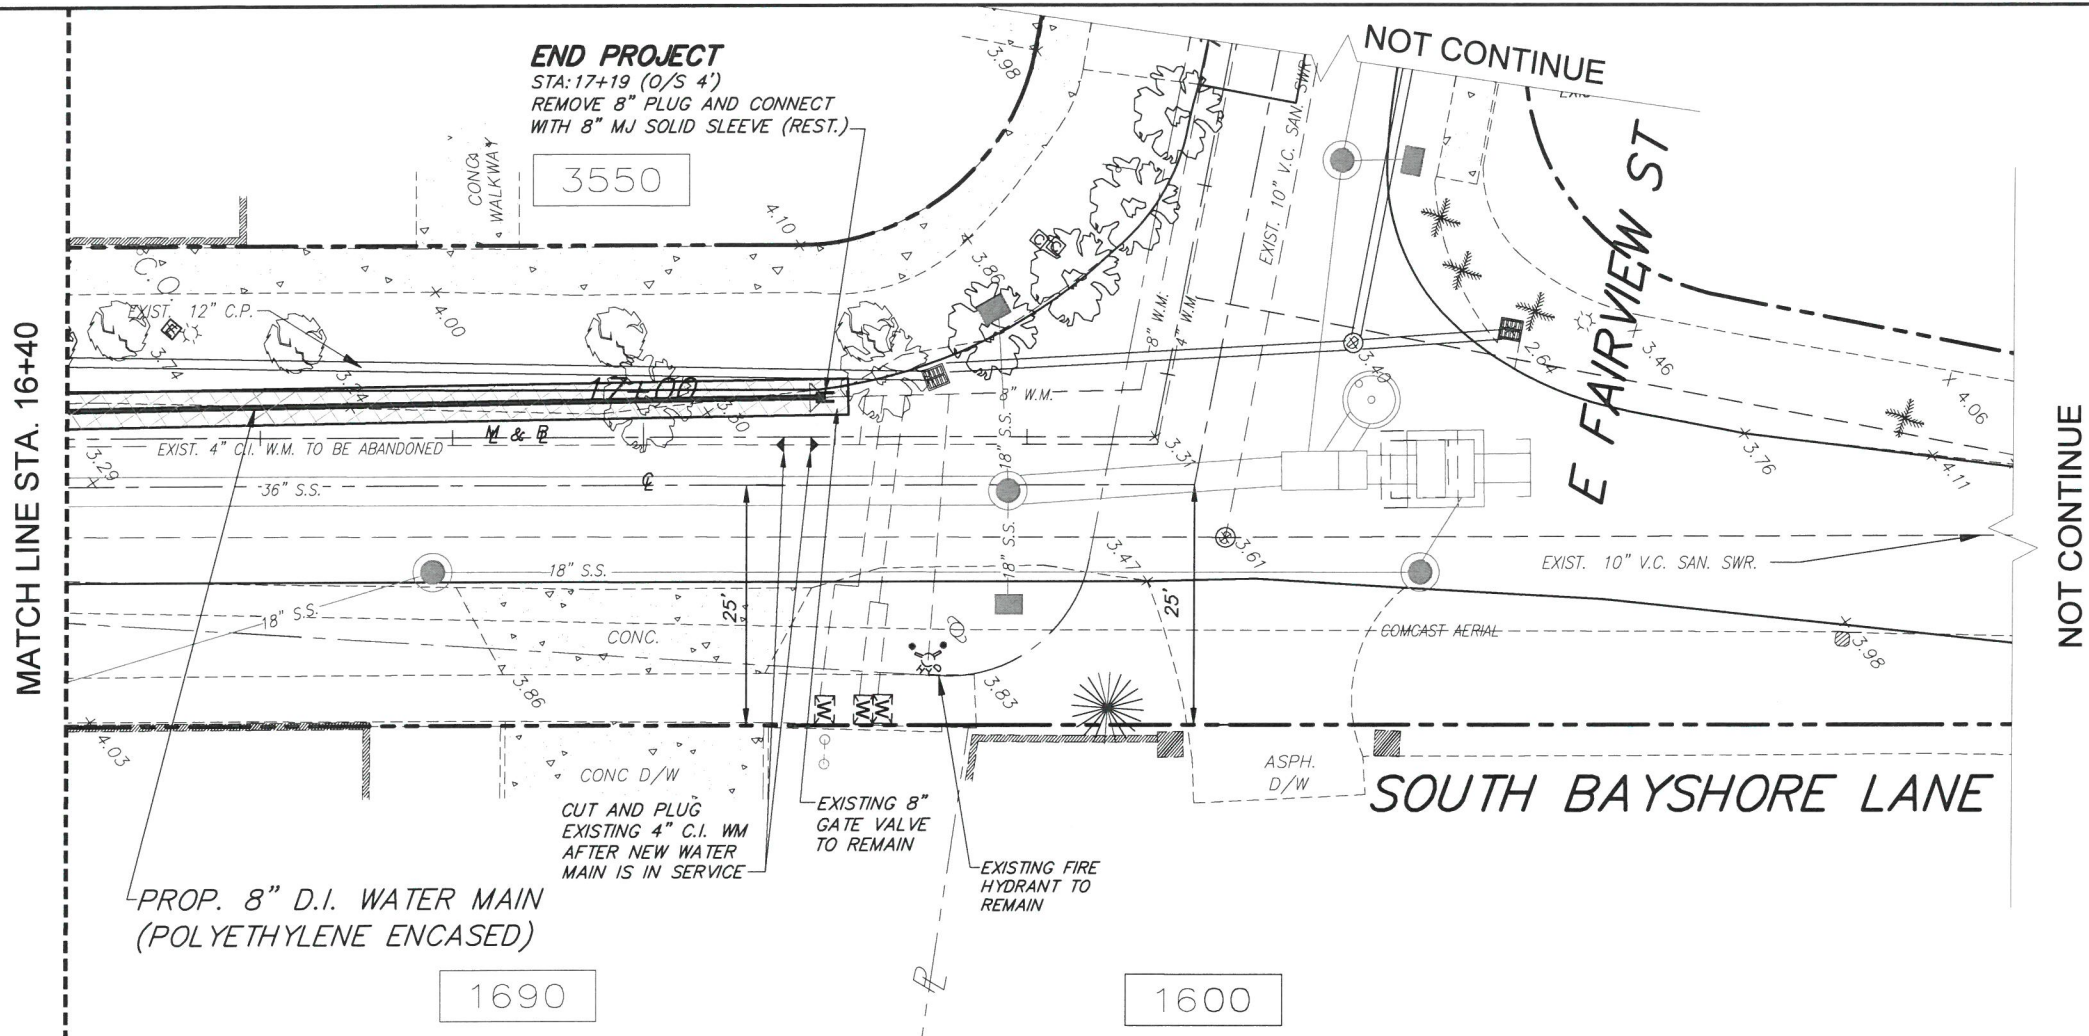 MATCH LINE STA. 16+40
END PROJECT
STA:17+19 (O/S 4')
REMOVE 8" PLUG AND CONNECT
WITH 8" MJ SOLID SLEEVE (REST.)
3550
CONC.
WALKWAY
NOT CONTINUE
3.98
4.10
3.86
C.O.
EXIST. 12" C.P.
4.00
3.74
3.24
17+00
3.30
EXIST. 10" V.C. SAN. SWR
8" W.M.
4" W.M.
8" W.M.
E FAIRVIEW ST
3.40
2.64
3.46
4.06
3.76
4.11
EXIST. 4" C.I. W.M. TO BE ABANDONED
3.29
3.31
36" S.S.
18" S.S.
18" S.S.
18" S.S.
18" S.S.
3.47
3.61
EXIST. 10" V.C. SAN. SWR.
25'
25'
CONC.
COMCAST AERIAL
3.98
3.86
3.83
HYD
W
W
W
4.03
CONC D/W
ASPH.
D/W
SOUTH BAYSHORE LANE
CUT AND PLUG
EXISTING 4" C.I. WM
AFTER NEW WATER
MAIN IS IN SERVICE
EXISTING 8"
GATE VALVE
TO REMAIN
EXISTING FIRE
HYDRANT TO
REMAIN
PROP. 8" D.I. WATER MAIN
(POLYETHYLENE ENCASED)
1690
1600
NOT CONTINUE